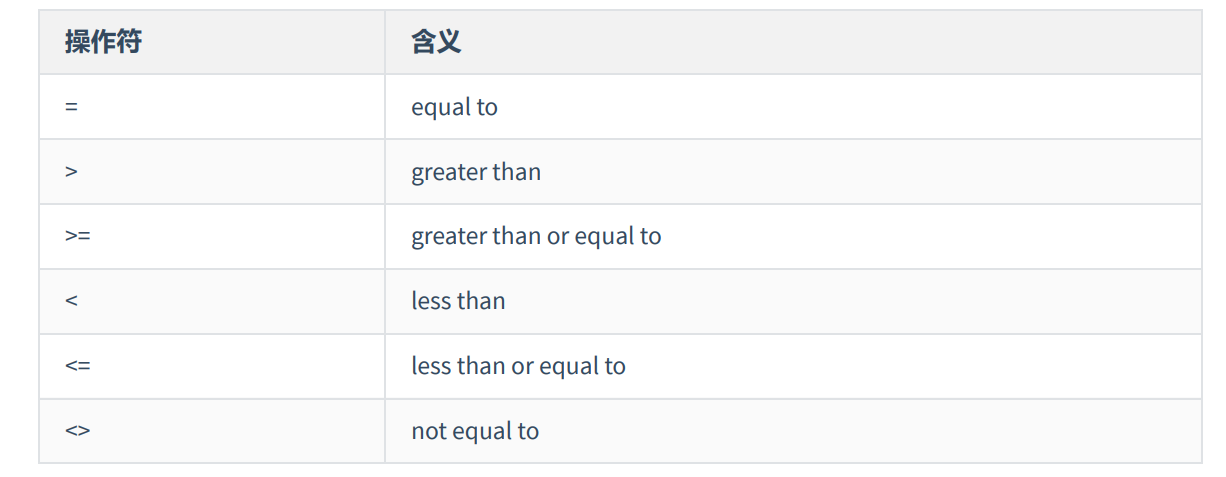 操作符 含义
= equal to
> greater than
>= greater than or equal to
< less than
<= less than or equal to
<> not equal to